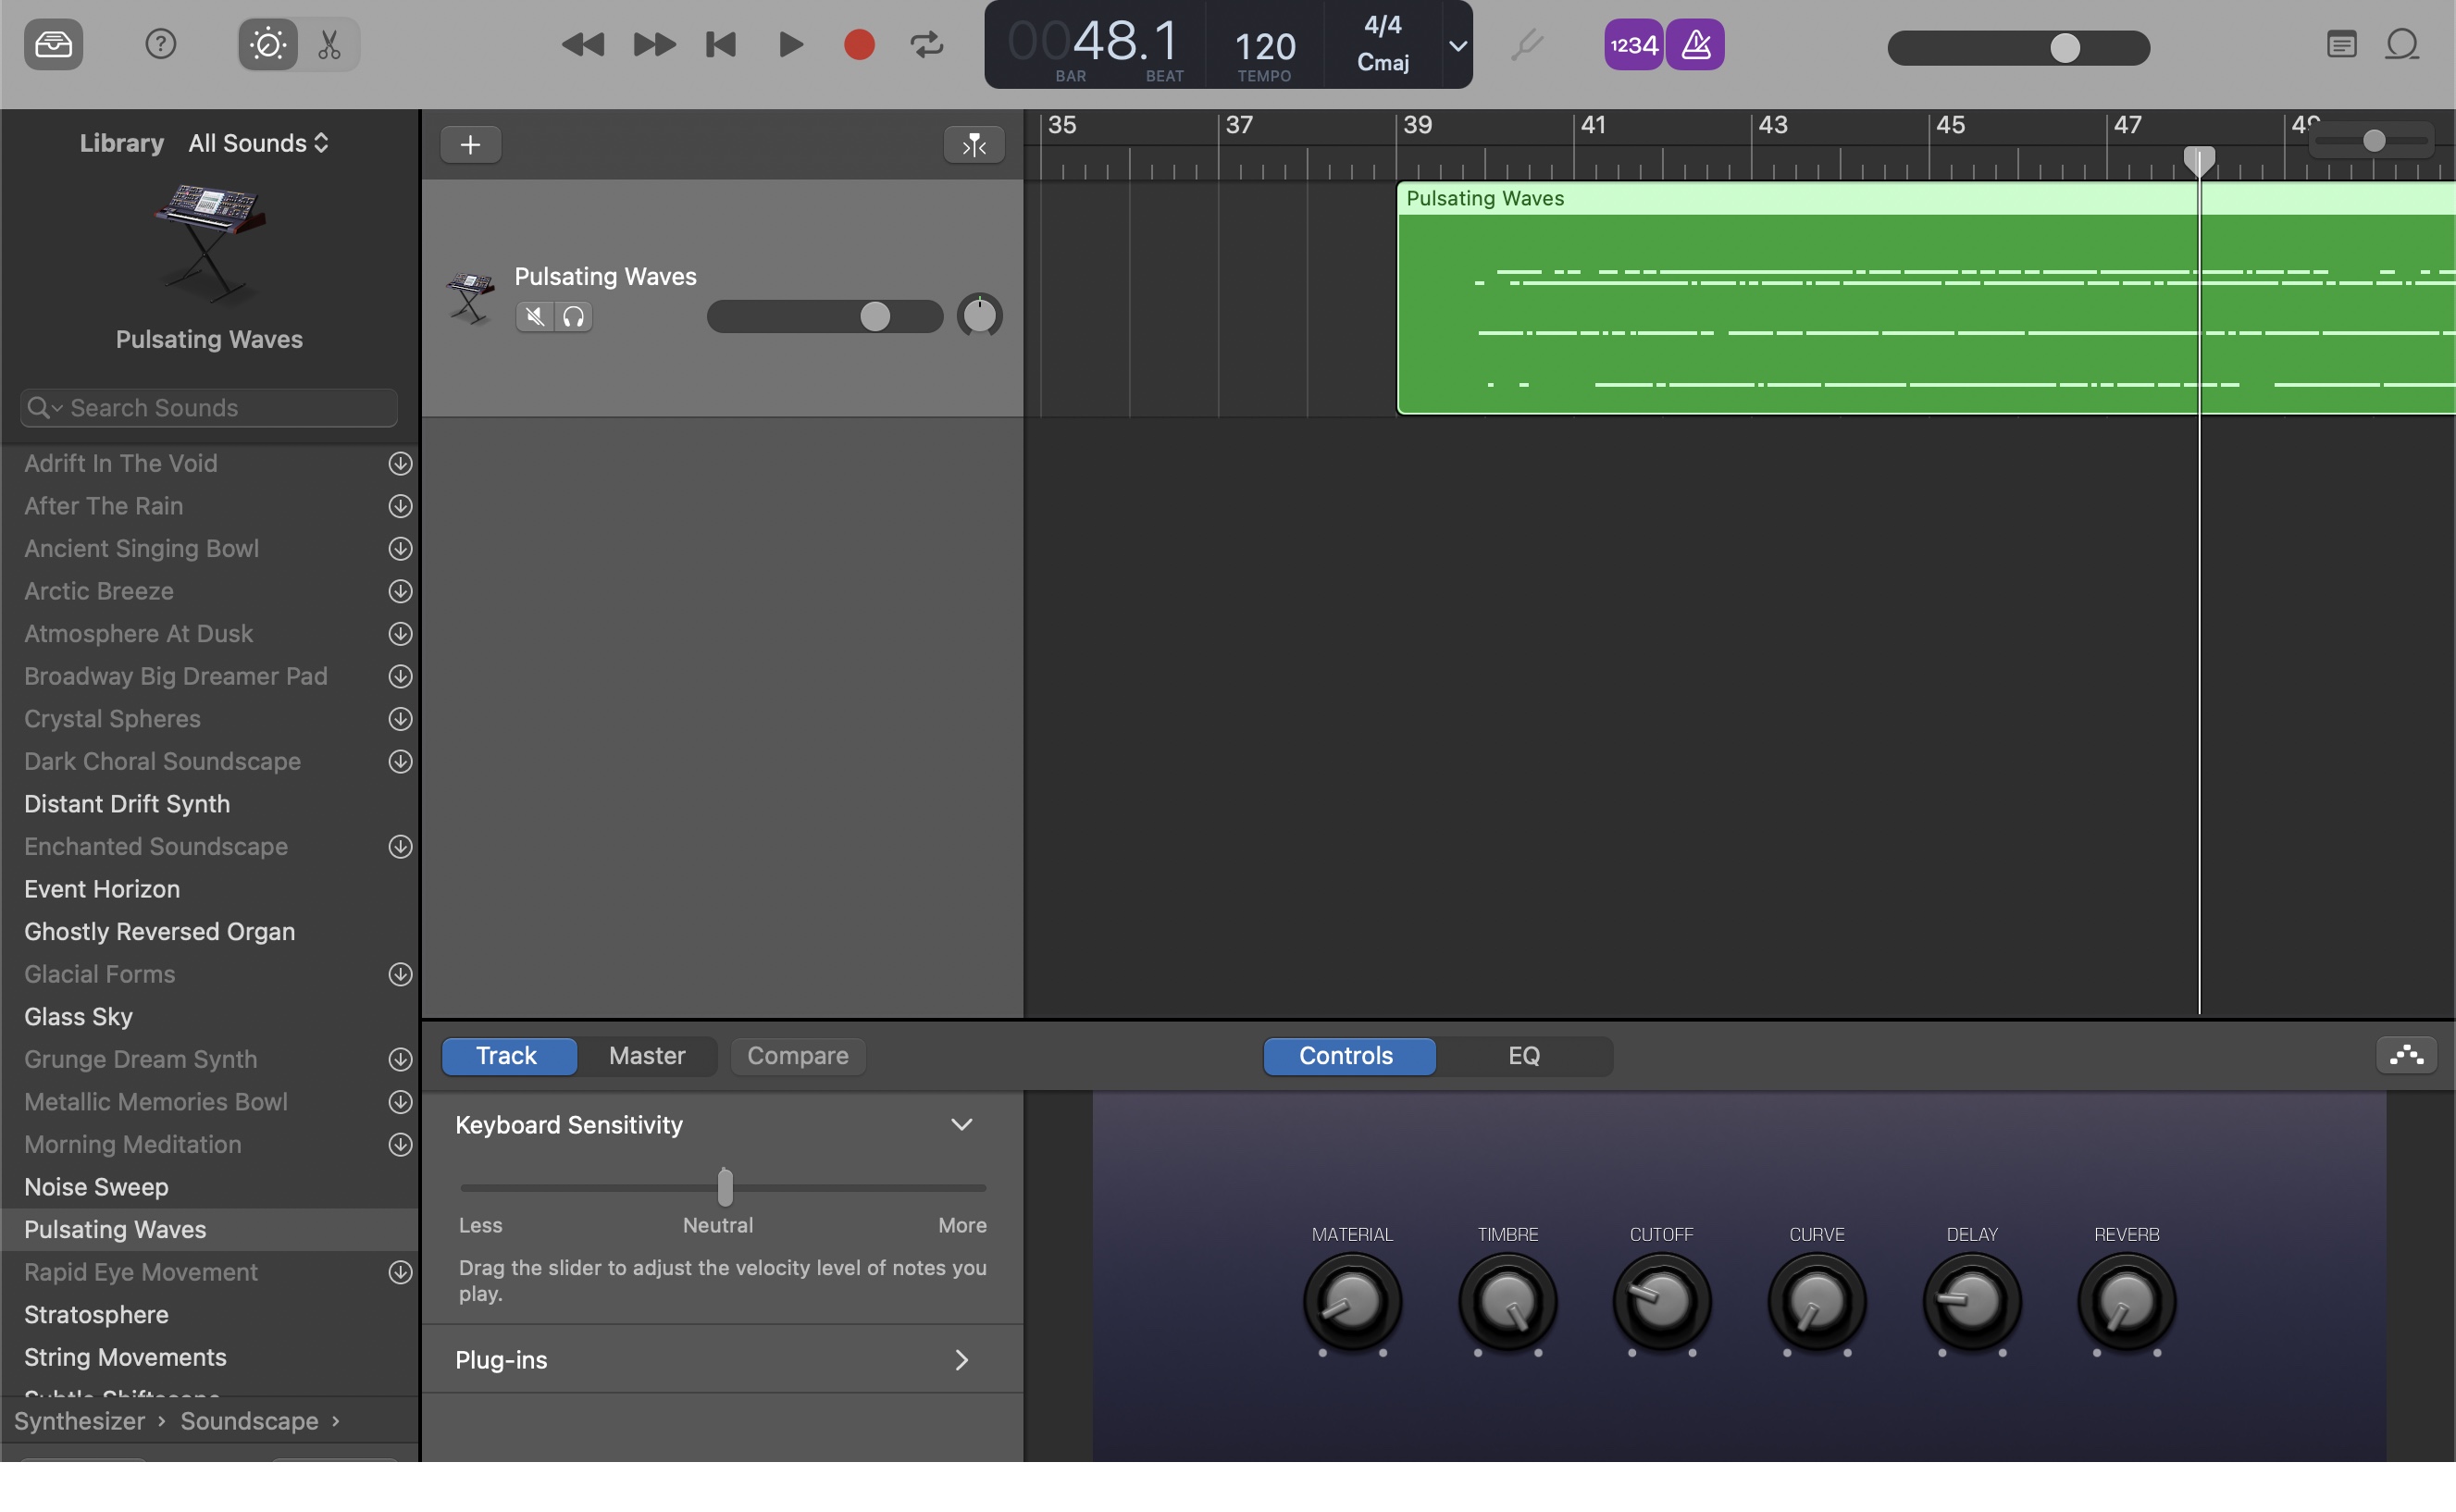 0048.1
BAR BEAT
120
TEMPO
4/4
Cmaj
1234
Library All Sounds
Pulsating Waves
Search Sounds
Adrift In The Void
After The Rain
Ancient Singing Bowl
Arctic Breeze
Atmosphere At Dusk
Broadway Big Dreamer Pad
Crystal Spheres
Dark Choral Soundscape
Distant Drift Synth
Enchanted Soundscape
Event Horizon
Ghostly Reversed Organ
Glacial Forms
Glass Sky
Grunge Dream Synth
Metallic Memories Bowl
Morning Meditation
Noise Sweep
Pulsating Waves
Rapid Eye Movement
Stratosphere
String Movements
Synthesizer › Soundscape ›
Pulsating Waves
35 37 39 41 43 45 47
Pulsating Waves
Track Master Compare
Controls EQ
Keyboard Sensitivity
Less Neutral More
Drag the slider to adjust the velocity level of notes you
play.
Plug-ins
MATERIAL TIMBRE CUTOFF CURVE DELAY REVERB